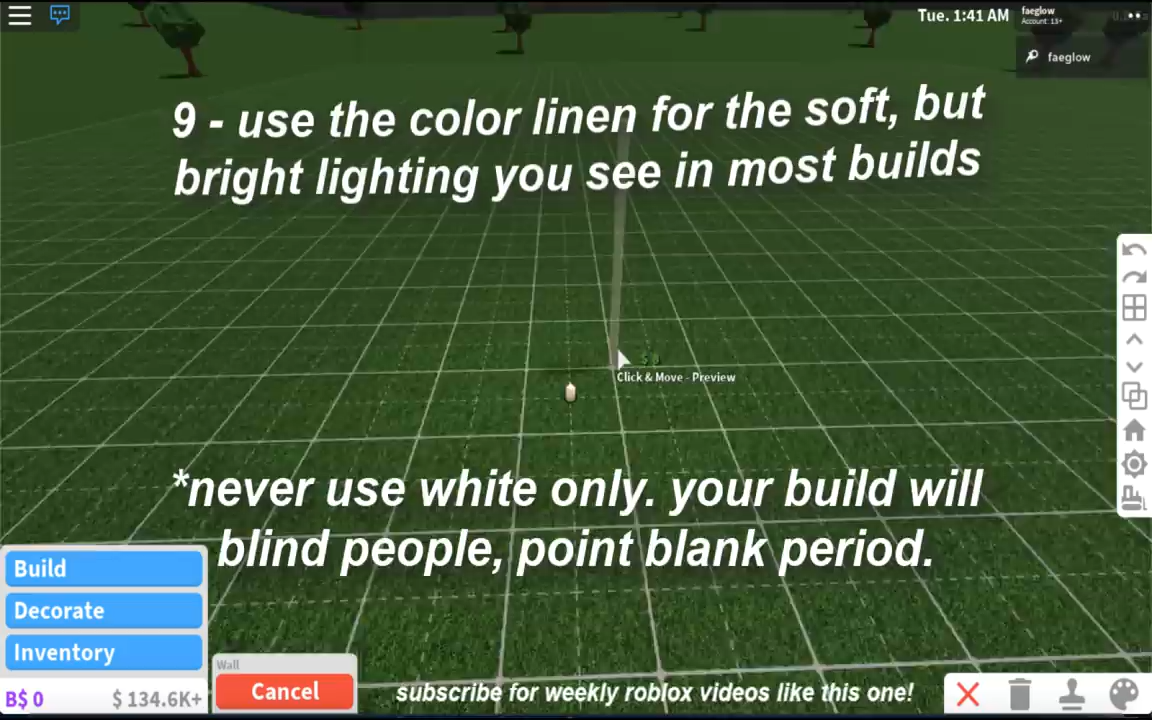 Tue. 1:41 AM
faeglow
Account: 13+
faeglow
9 - use the color linen for the soft, but
bright lighting you see in most builds
Click & Move - Preview
*never use white only. your build will
blind people, point blank period.
Build
Decorate
Inventory
B$ 0
$ 134.6K+
Wall
Cancel
subscribe for weekly roblox videos like this one!